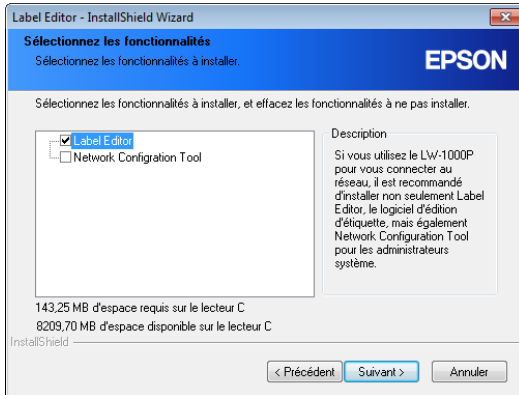 Label Editor - InstallShield Wizard
Sélectionnez les fonctionnalités
Sélectionnez les fonctionnalités à installer.
EPSON
Sélectionnez les fonctionnalités à installer, et effacez les fonctionnalités à ne pas installer.
Label Editor
Network Configration Tool
Description
Si vous utilisez le LW-1000P
pour vous connecter au
réseau, il est recommandé
d'installer non seulement Label
Editor, le logiciel d'édition
d'étiquette, mais également
Network Configuration Tool
pour les administrateurs
système.
143,25 MB d'espace requis sur le lecteur C
8209,70 MB d'espace disponible sur le lecteur C
InstallShield
< Précédent
Suivant >
Annuler